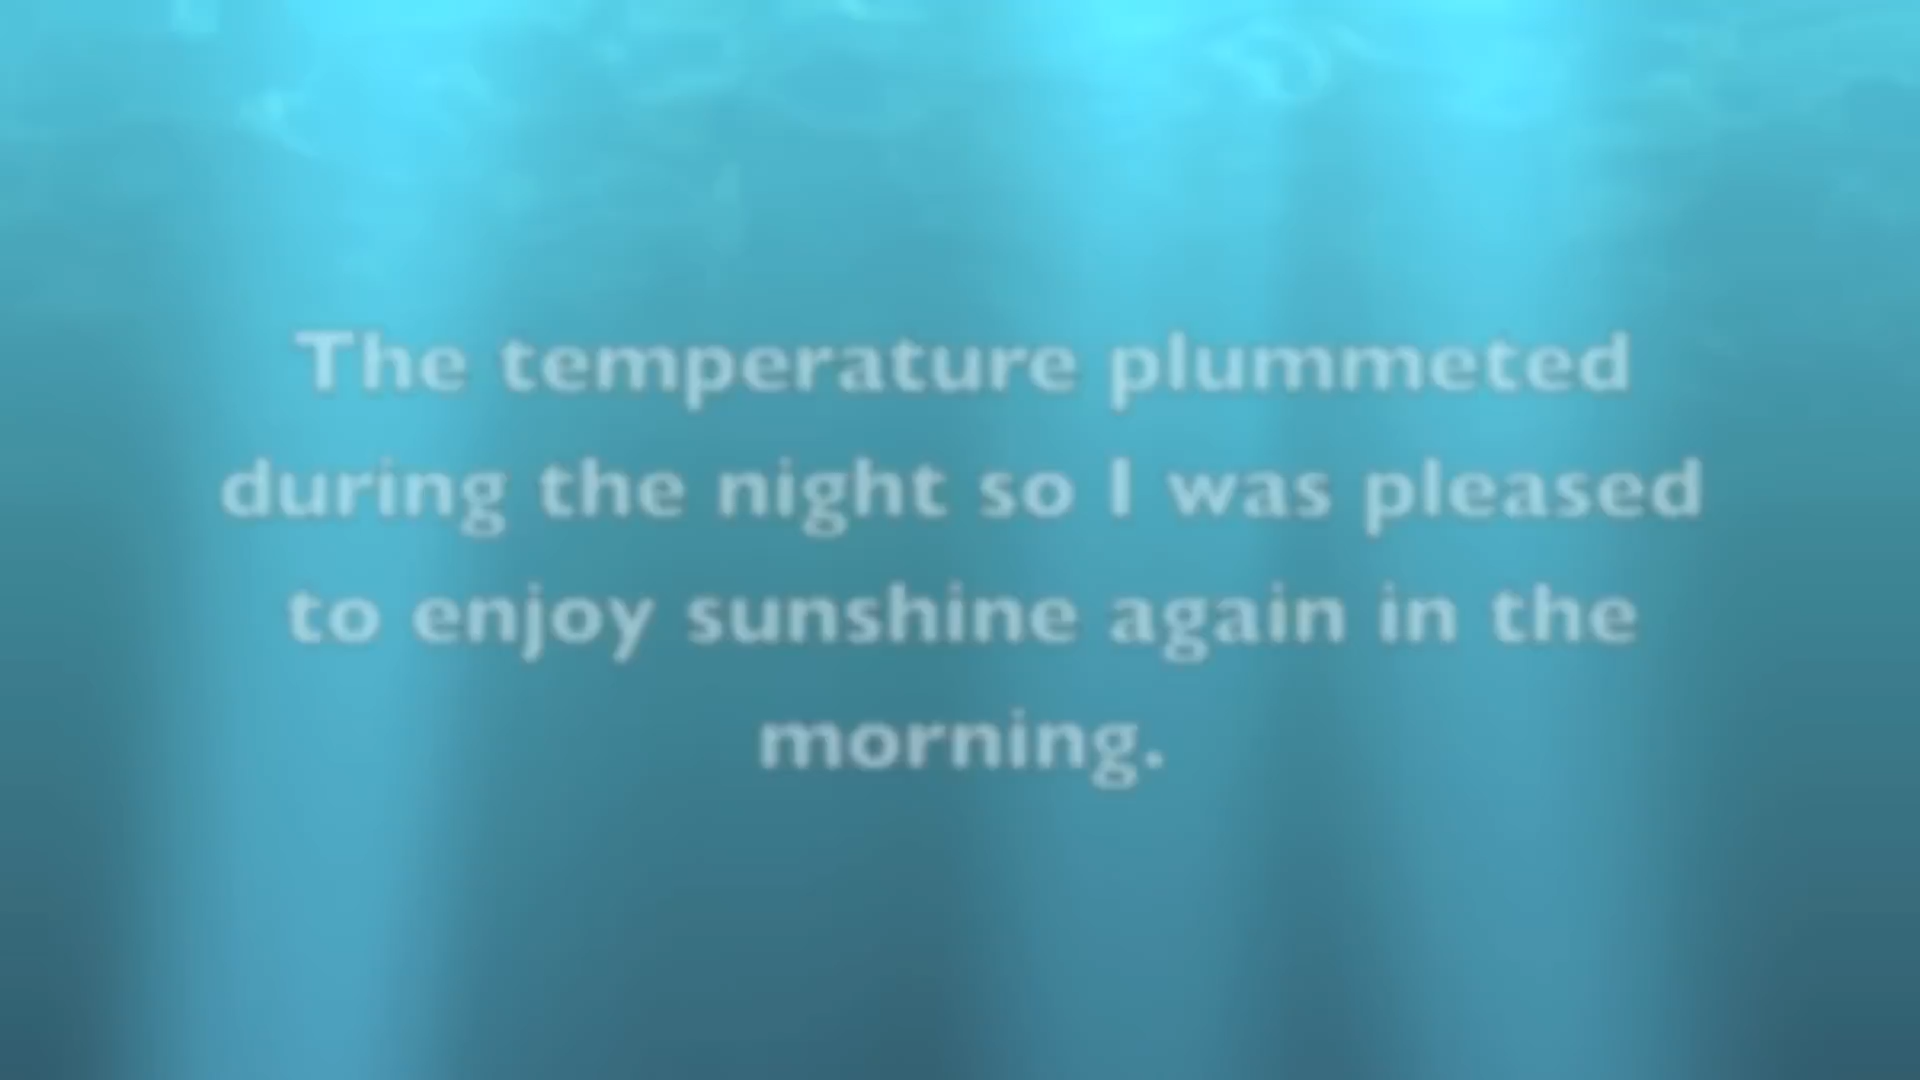 The temperature plummeted
during the night so I was pleased
to enjoy sunshine again in the
morning.